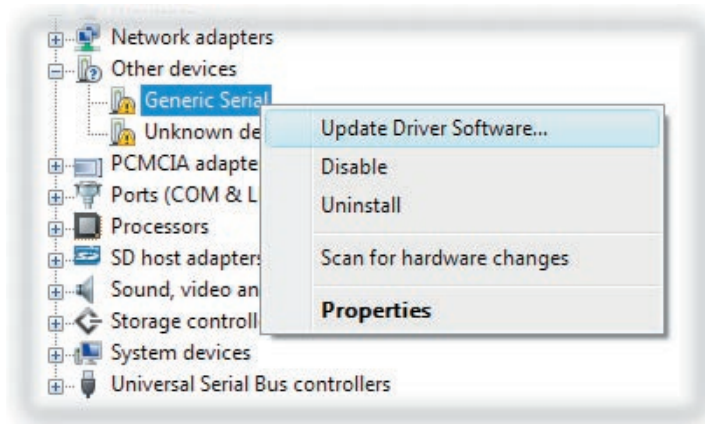 Network adapters
Other devices
Generic Serial
Unknown de
PCMCIA adapte
Ports (COM & L
Processors
SD host adapters
Sound, video an
Storage controll
System devices
Universal Serial Bus controllers
Update Driver Software...
Disable
Uninstall
Scan for hardware changes
Properties